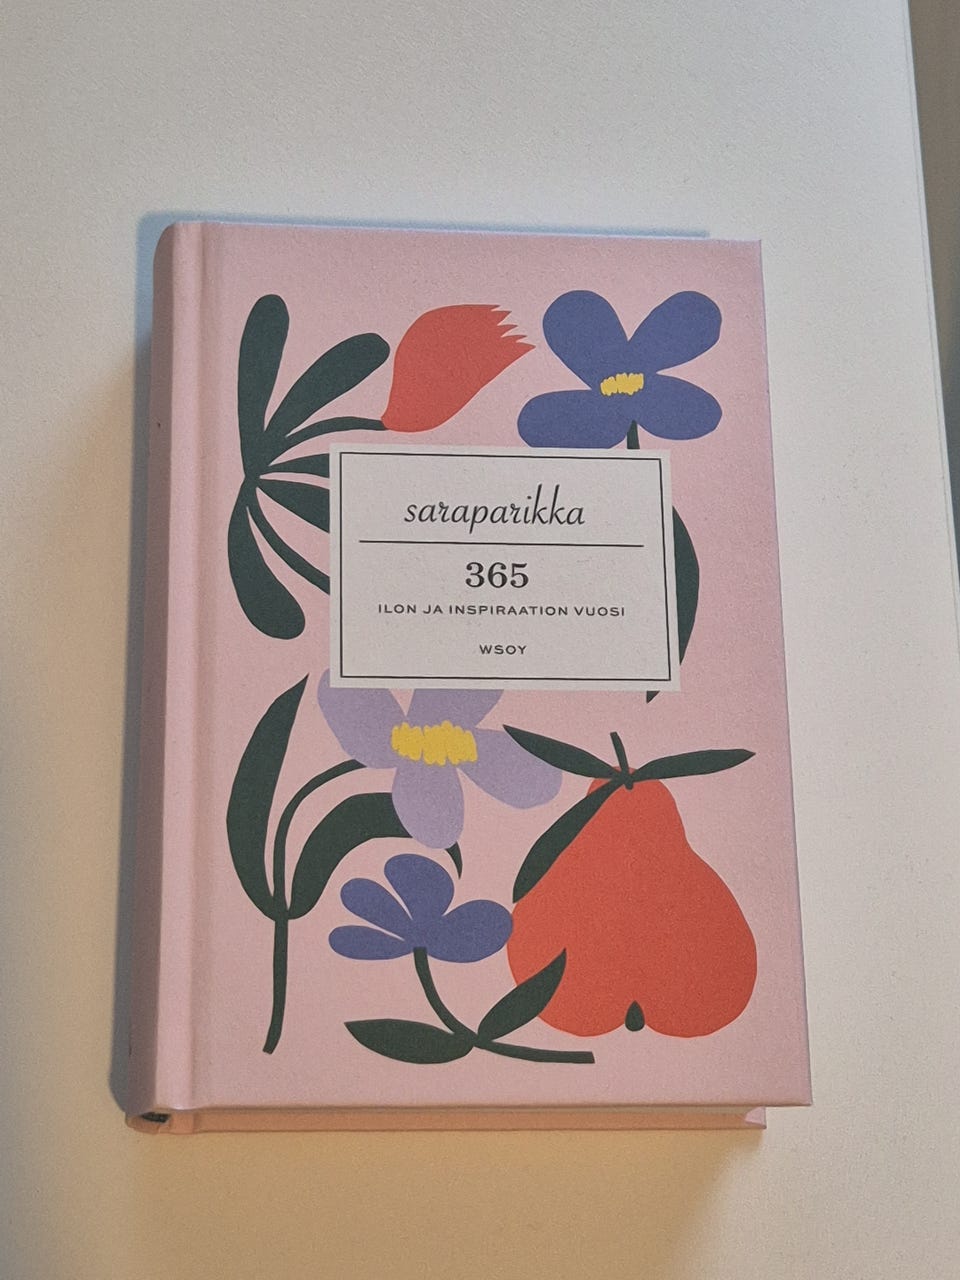 saraparikka
365
ILON JA INSPIRAATION VUOSI
WSOY